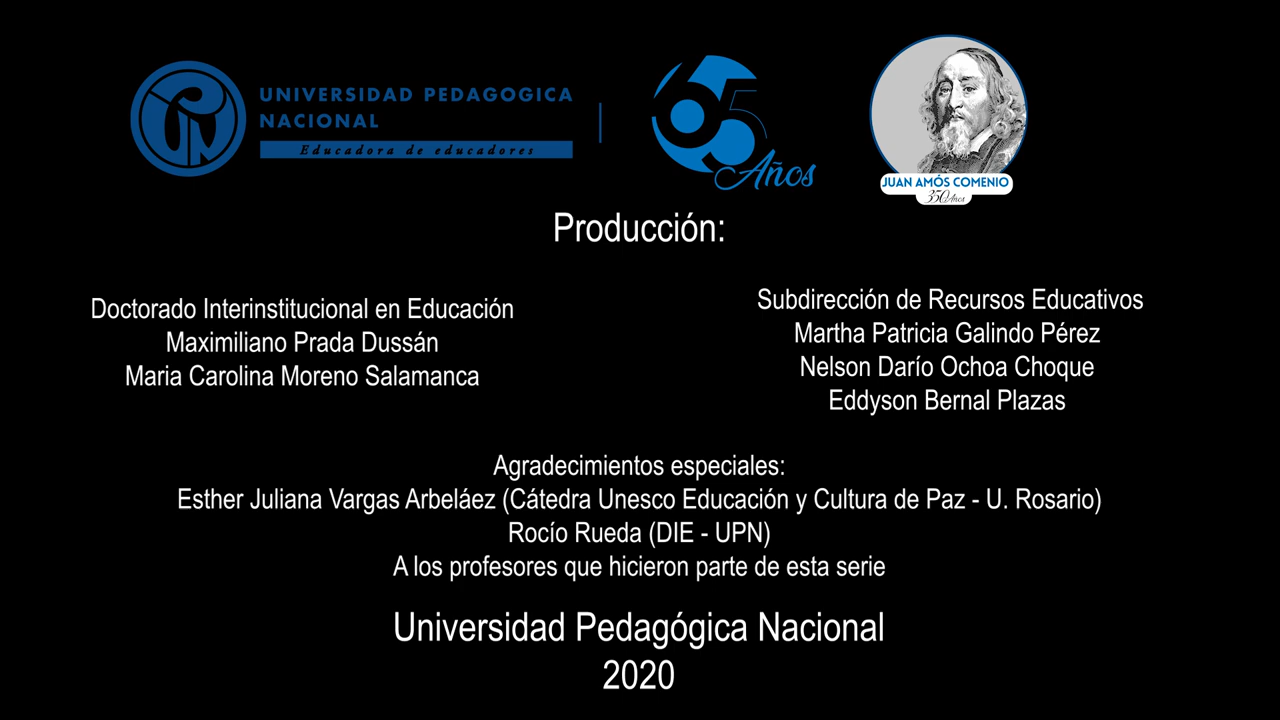 UNIVERSIDAD PEDAGOGICA
NACIONAL
Educadora de educadores
65
Años
JUAN AMÓS COMENIO
350 Años
Producción:
Doctorado Interinstitucional en Educación
Maximiliano Prada Dussán
Maria Carolina Moreno Salamanca
Subdirección de Recursos Educativos
Martha Patricia Galindo Pérez
Nelson Darío Ochoa Choque
Eddyson Bernal Plazas
Agradecimientos especiales:
Esther Juliana Vargas Arbeláez (Cátedra Unesco Educación y Cultura de Paz - U. Rosario)
Rocío Rueda (DIE - UPN)
A los profesores que hicieron parte de esta serie
Universidad Pedagógica Nacional
2020